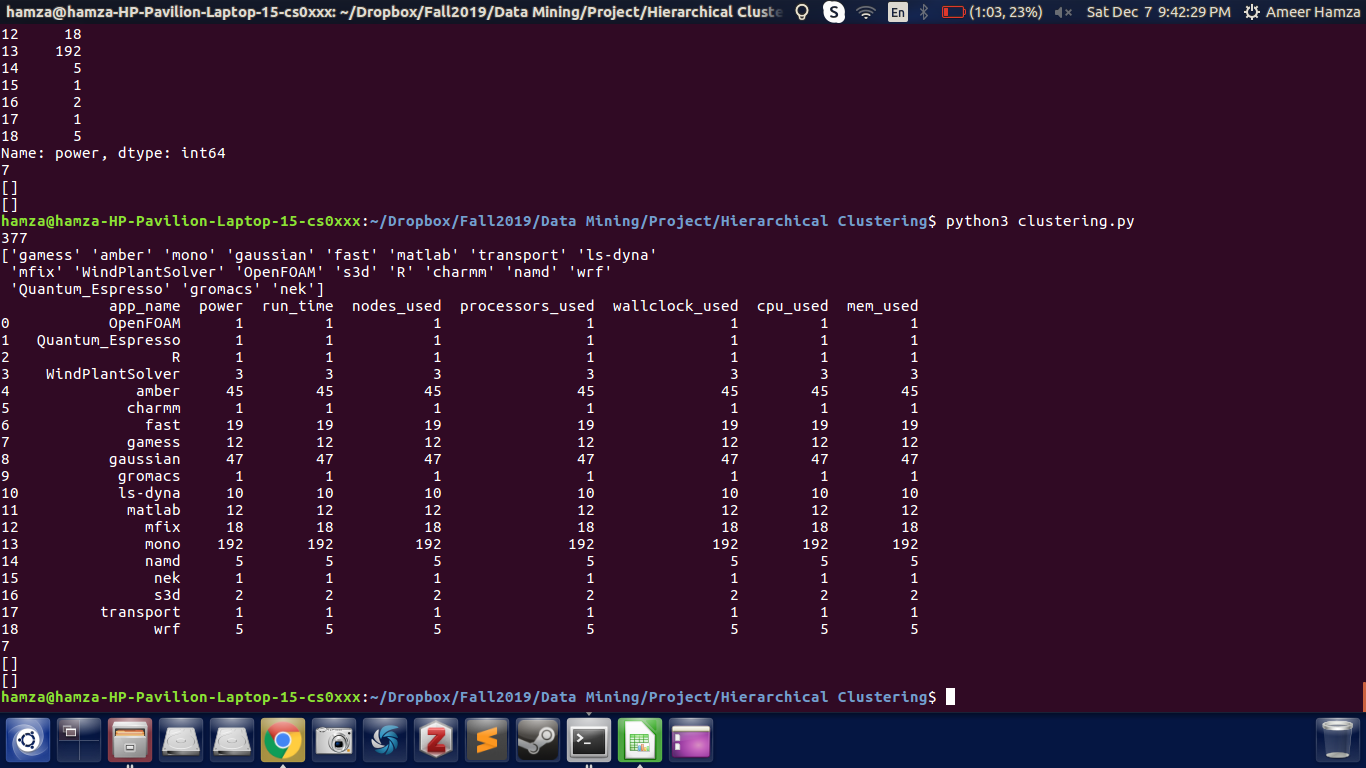 hamza@hamza-HP-Pavilion-Laptop-15-cs0xxx: ~/Dropbox/Fall2019/Data Mining/Project/Hierarchical Cluste S En (1:03, 23%) Sat Dec 7 9:42:29 PM Ameer Hamza
12 18
13 192
14 5
15 1
16 2
17 1
18 5
Name: power, dtype: int64
7
[]
[]
hamza@hamza-HP-Pavilion-Laptop-15-cs0xxx:~/Dropbox/Fall2019/Data Mining/Project/Hierarchical Clustering$ python3 clustering.py
377
['gamess' 'amber' 'mono' 'gaussian' 'fast' 'matlab' 'transport' 'ls-dyna'
 'mfix' 'WindPlantSolver' 'OpenFOAM' 's3d' 'R' 'charmm' 'namd' 'wrf'
 'Quantum_Espresso' 'gromacs' 'nek']
app_name power run_time nodes_used processors_used wallclock_used cpu_used mem_used
0 OpenFOAM 1 1 1 1 1 1 1
1 Quantum_Espresso 1 1 1 1 1 1 1
2 R 1 1 1 1 1 1 1
3 WindPlantSolver 3 3 3 3 3 3 3
4 amber 45 45 45 45 45 45 45
5 charmm 1 1 1 1 1 1 1
6 fast 19 19 19 19 19 19 19
7 gamess 12 12 12 12 12 12 12
8 gaussian 47 47 47 47 47 47 47
9 gromacs 1 1 1 1 1 1 1
10 ls-dyna 10 10 10 10 10 10 10
11 matlab 12 12 12 12 12 12 12
12 mfix 18 18 18 18 18 18 18
13 mono 192 192 192 192 192 192 192
14 namd 5 5 5 5 5 5 5
15 nek 1 1 1 1 1 1 1
16 s3d 2 2 2 2 2 2 2
17 transport 1 1 1 1 1 1 1
18 wrf 5 5 5 5 5 5 5
7
[]
[]
hamza@hamza-HP-Pavilion-Laptop-15-cs0xxx:~/Dropbox/Fall2019/Data Mining/Project/Hierarchical Clustering$
Z S >_